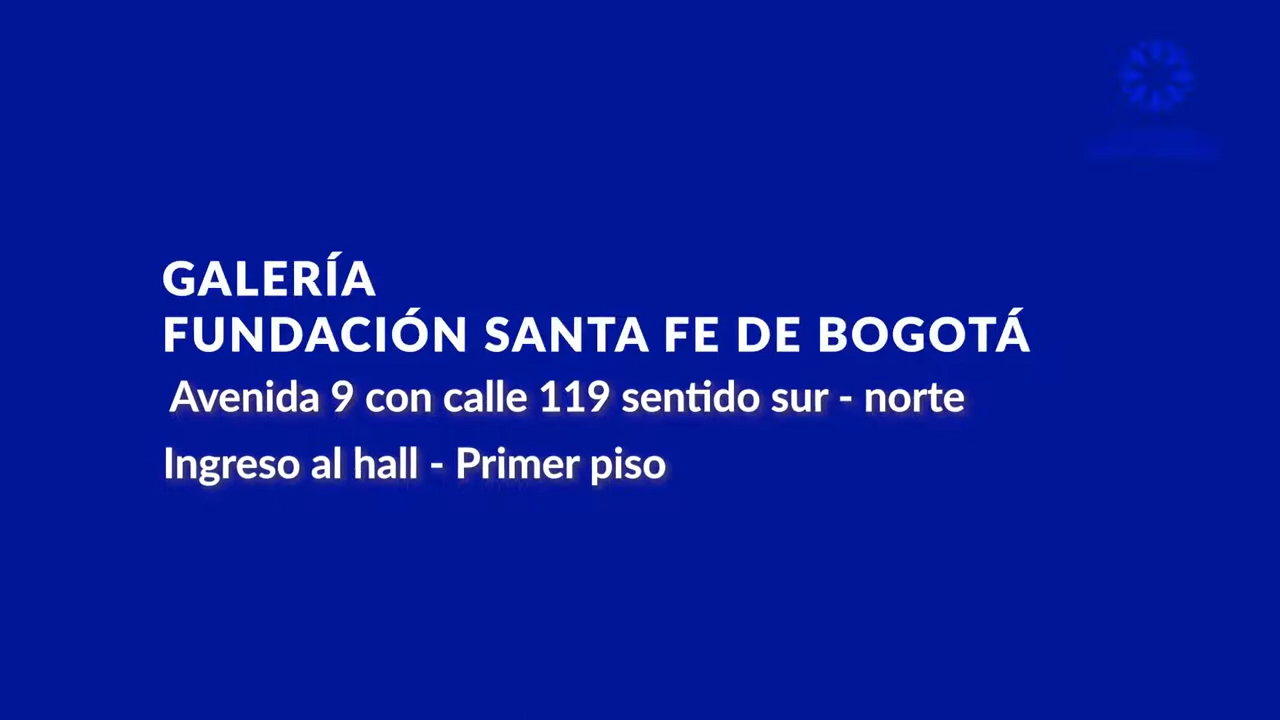 GALERÍA
FUNDACIÓN SANTA FE DE BOGOTÁ
Avenida 9 con calle 119 sentido sur - norte
Ingreso al hall - Primer piso